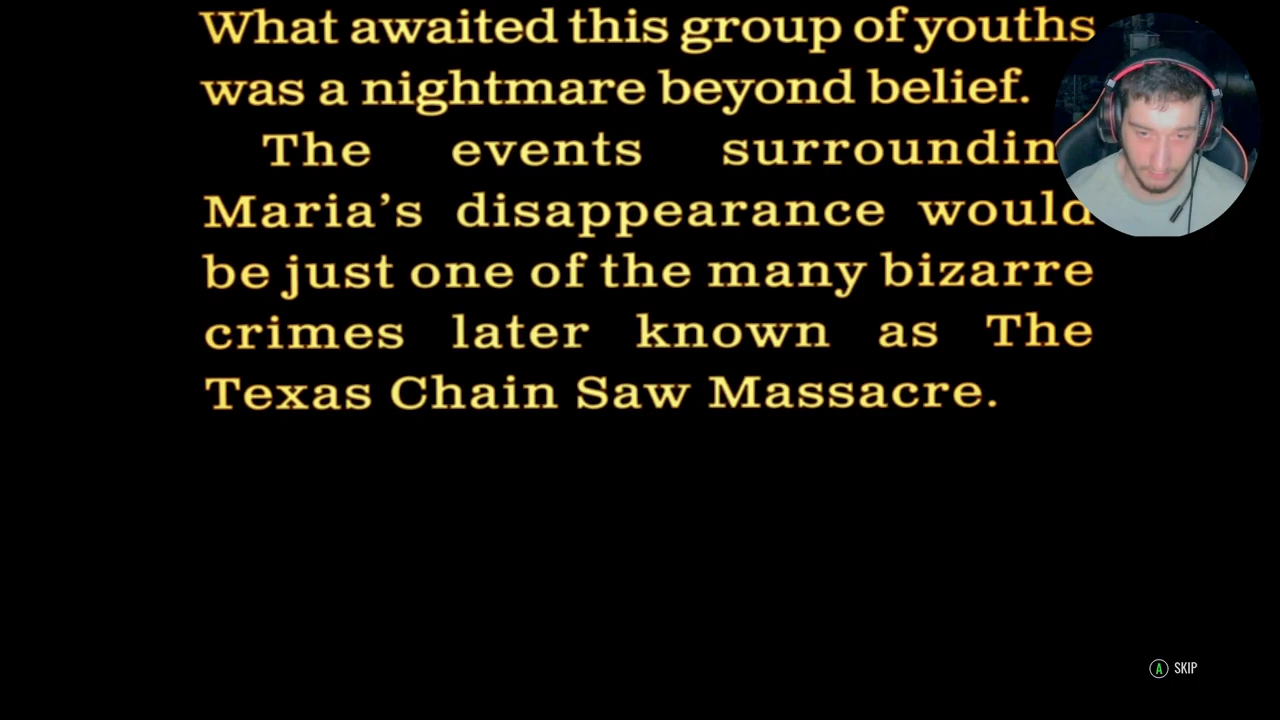 What awaited this group of youths
was a nightmare beyond belief.
The events surroundin
Maria's disappearance would
be just one of the many bizarre
crimes later known as The
Texas Chain Saw Massacre.
A SKIP